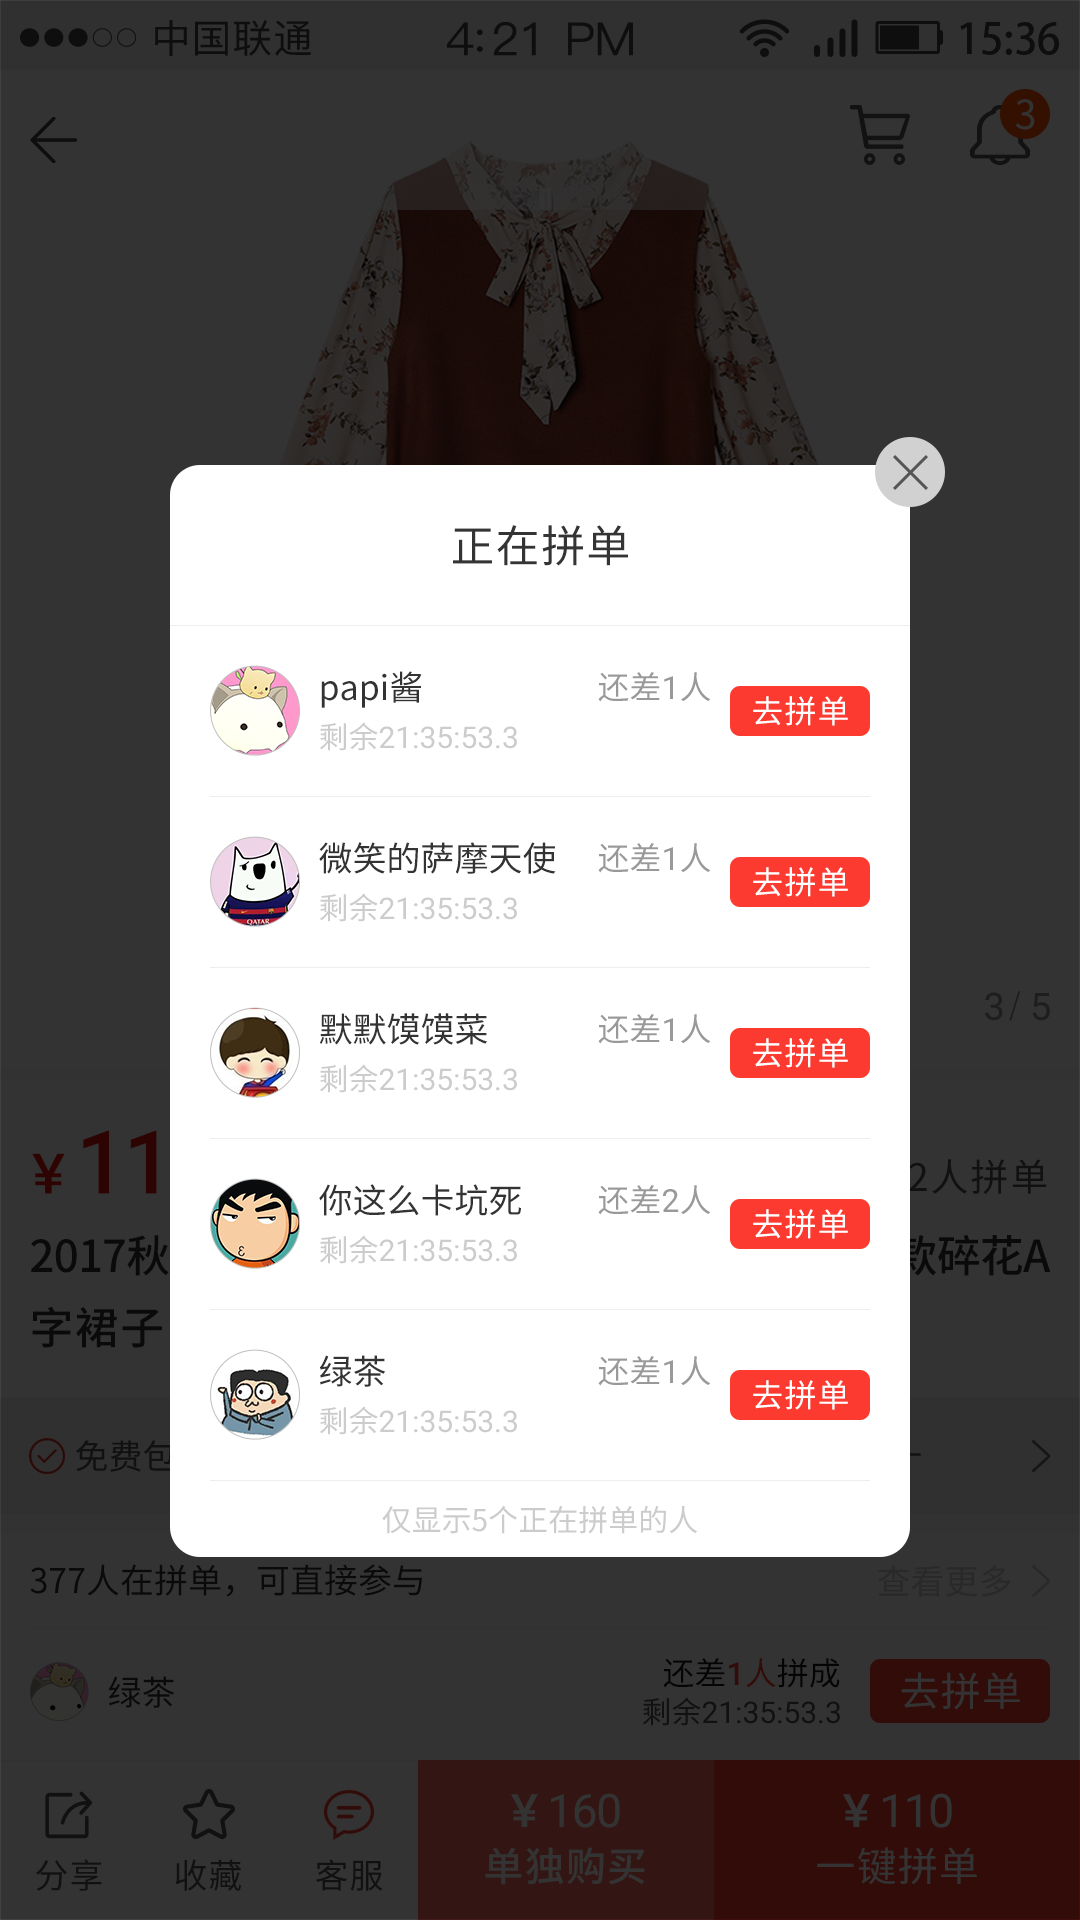 中国联通 4:21 PM 15:36
3
正在拼单
papi酱 还差1人 去拼单
剩余21:35:53.3
微笑的萨摩天使 还差1人 去拼单
剩余21:35:53.3
QATAR
默默馍馍菜 还差1人 去拼单
剩余21:35:53.3
3/ 5
你这么卡坑死 还差2人 去拼单
剩余21:35:53.3
¥11 2人拼单
2017秋 款碎花A
字裙子
绿茶 还差1人 去拼单
剩余21:35:53.3
免费包
仅显示5个正在拼单的人
377人在拼单，可直接参与 查看更多
绿茶 还差1人拼成 去拼单
剩余21:35:53.3
分享 收藏 客服
¥ 160
单独购买
¥ 110
一键拼单